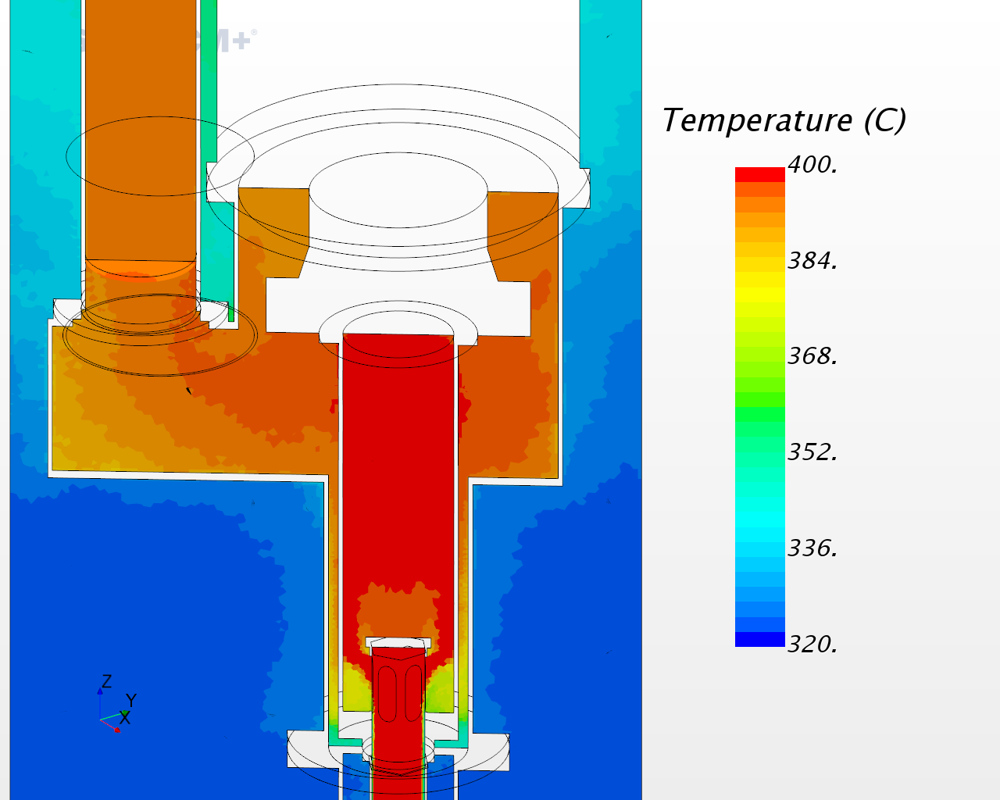 M+®
Temperature (C)
400.
384.
368.
352.
336.
320.
Z
Y
X